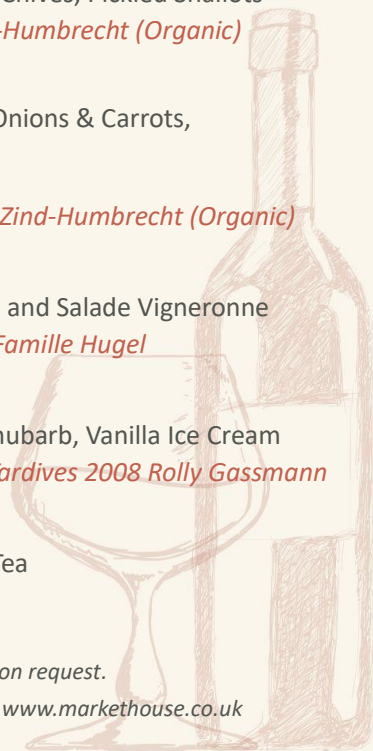 Chives, Pickled Shallots
-Humbrecht (Organic)
Onions & Carrots,
Zind-Humbrecht (Organic)
and Salade Vigneronne
Famille Hugel
hubarb, Vanilla Ice Cream
ardives 2008 Rolly Gassmann
Tea
on request.
www.markethouse.co.uk